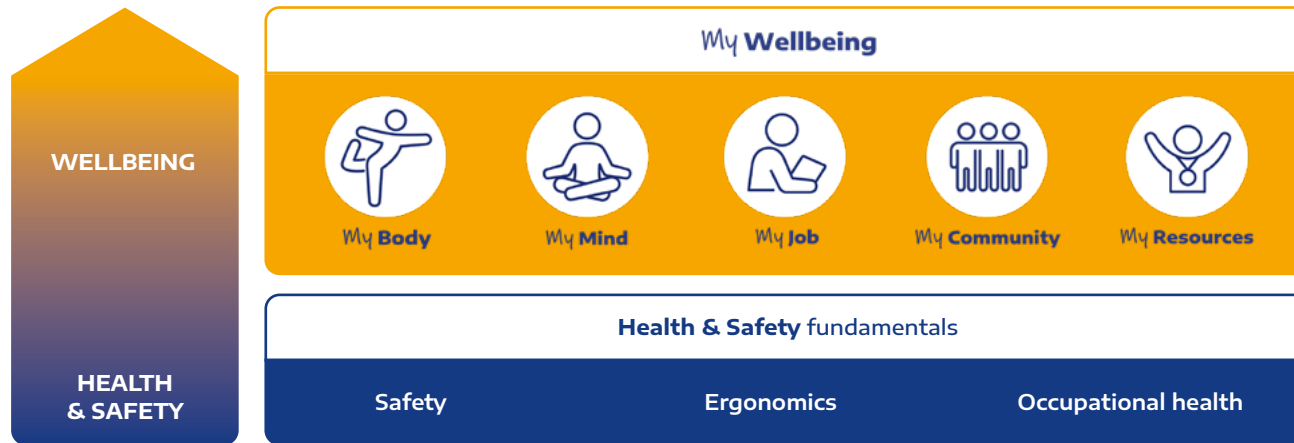 WELLBEING
HEALTH
& SAFETY
My Wellbeing
My Body
My Mind
My Job
My Community
My Resources
Health & Safety fundamentals
Safety
Ergonomics
Occupational health